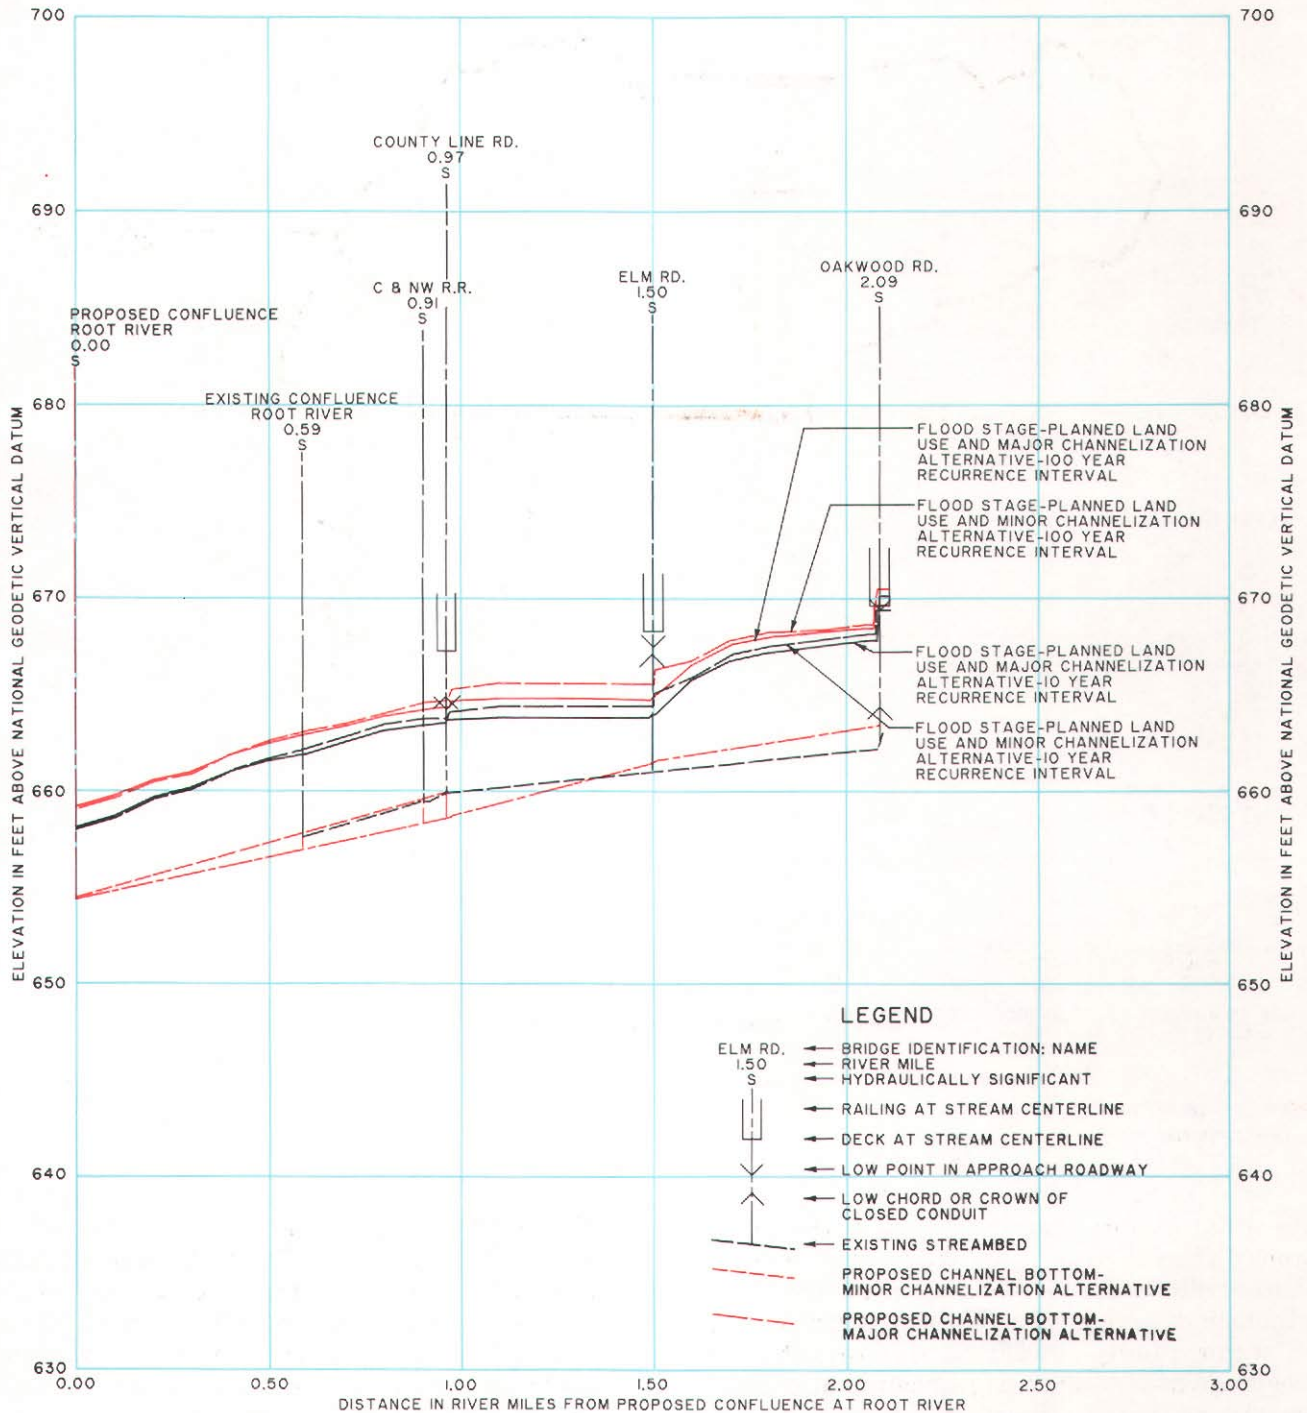 700
700
COUNTY LINE RD.
0.97
S
690
690
OAKWOOD RD.
2.09
S
ELM RD.
1.50
S
C & NW R.R.
0.91
S
PROPOSED CONFLUENCE
ROOT RIVER
0.00
S
EXISTING CONFLUENCE
ROOT RIVER
0.59
S
680
680
FLOOD STAGE-PLANNED LAND
USE AND MAJOR CHANNELIZATION
ALTERNATIVE-100 YEAR
RECURRENCE INTERVAL
FLOOD STAGE-PLANNED LAND
USE AND MINOR CHANNELIZATION
ALTERNATIVE-100 YEAR
RECURRENCE INTERVAL
ELEVATION IN FEET ABOVE NATIONAL GEODETIC VERTICAL DATUM
ELEVATION IN FEET ABOVE NATIONAL GEODETIC VERTICAL DATUM
670
670
FLOOD STAGE-PLANNED LAND
USE AND MAJOR CHANNELIZATION
ALTERNATIVE-10 YEAR
RECURRENCE INTERVAL
FLOOD STAGE-PLANNED LAND
USE AND MINOR CHANNELIZATION
ALTERNATIVE-10 YEAR
RECURRENCE INTERVAL
660
660
650
650
LEGEND
ELM RD.
1.50
S
BRIDGE IDENTIFICATION: NAME
RIVER MILE
HYDRAULICALLY SIGNIFICANT
RAILING AT STREAM CENTERLINE
DECK AT STREAM CENTERLINE
LOW POINT IN APPROACH ROADWAY
LOW CHORD OR CROWN OF
CLOSED CONDUIT
EXISTING STREAMBED
PROPOSED CHANNEL BOTTOM-
MINOR CHANNELIZATION ALTERNATIVE
PROPOSED CHANNEL BOTTOM-
MAJOR CHANNELIZATION ALTERNATIVE
640
640
630
630
0.00
0.50
1.00
1.50
2.00
2.50
3.00
DISTANCE IN RIVER MILES FROM PROPOSED CONFLUENCE AT ROOT RIVER